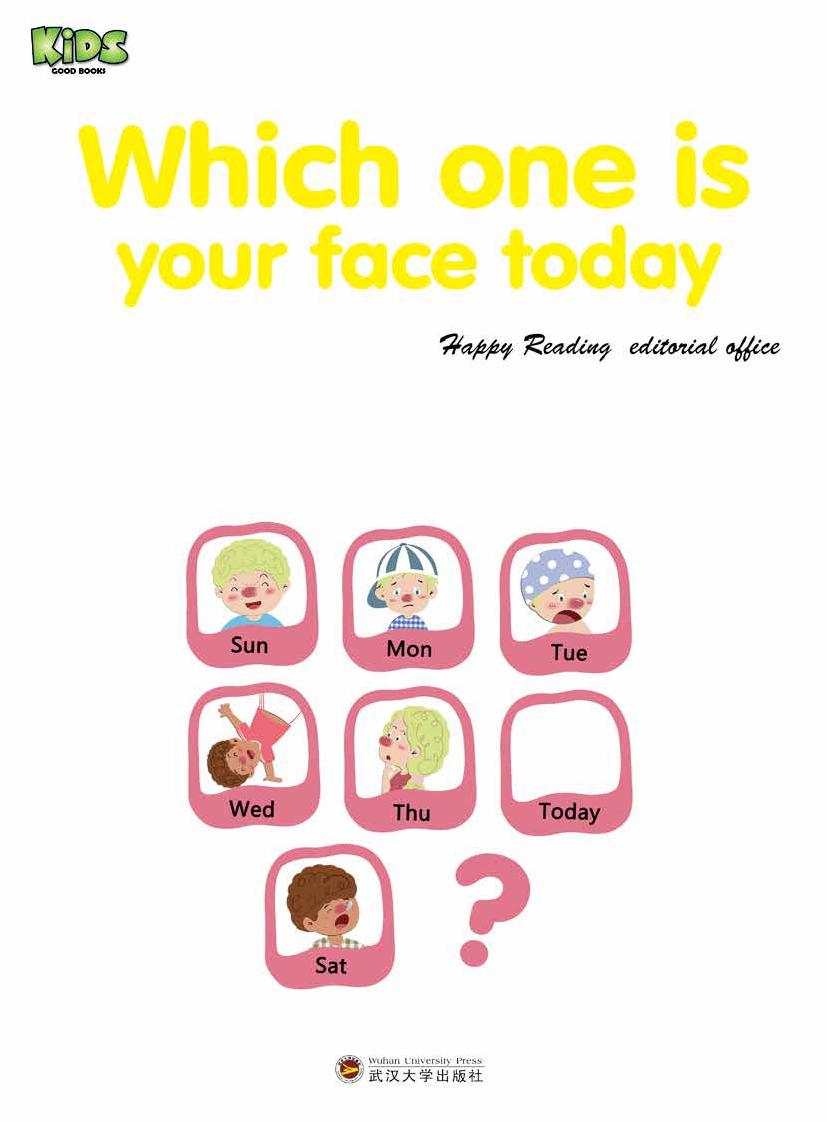 KiDS
GOOD BOOKS
Which one is
your face today
Happy Reading editorial office
Sun
Mon
Tue
Wed
Thu
Today
Sat
?
Wuhan University Press
武汉大学出版社